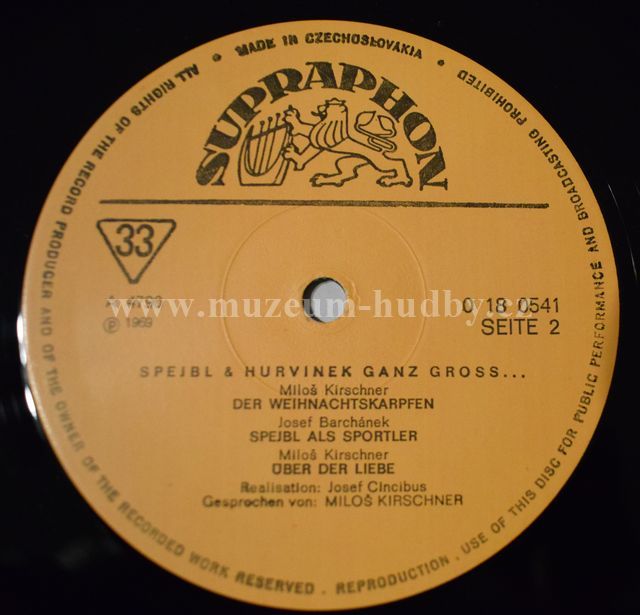 ALL RIGHTS OF THE RECORD PRODUCER AND OF THE OWNER OF THE RECORDED WORK RESERVED . REPRODUCTION . USE OF THIS DISC FOR PUBLIC PERFORMANCE AND BROADCASTING PROHIBITED
MADE IN CZECHOSLOVAKIA
SUPRAPHON
33
0 18 0541
℗ 1969
SEITE 2
www.muzeum-hudby.cz
SPEJBL & HURVINEK GANZ GROSS...
Miloš Kirschner
DER WEIHNACHTSKARPFEN
Josef Barchánek
SPEJBL ALS SPORTLER
Miloš Kirschner
ÜBER DER LIEBE
Realisation: Josef Cincibus
Gesprochen von: MILOŠ KIRSCHNER